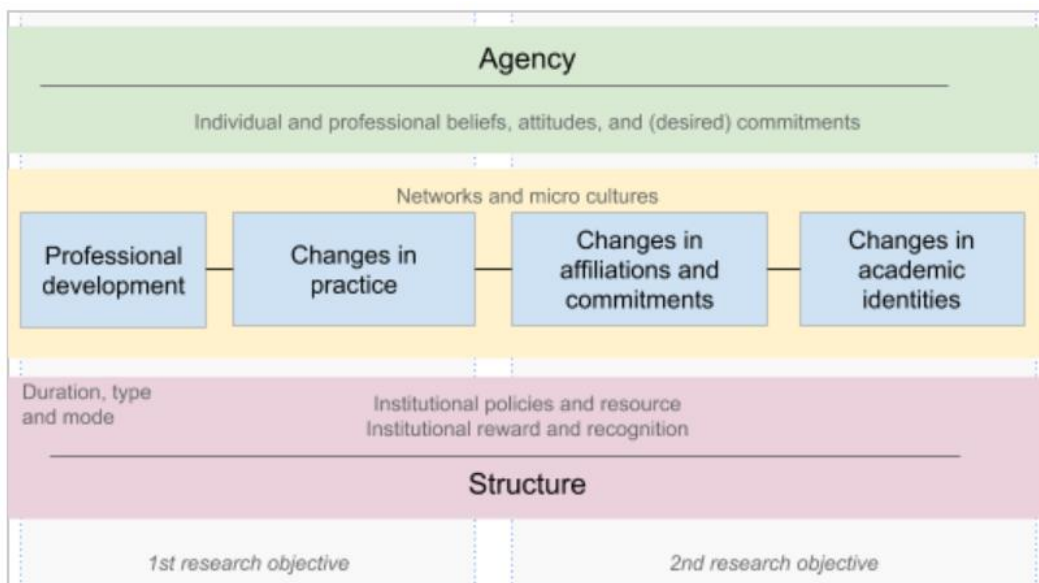 Agency
Individual and professional beliefs, attitudes, and (desired) commitments
Networks and micro cultures
Professional
development
Changes in
practice
Changes in
affiliations and
commitments
Changes in
academic
identities
Duration, type
and mode
Institutional policies and resource
Institutional reward and recognition
Structure
1st research objective
2nd research objective